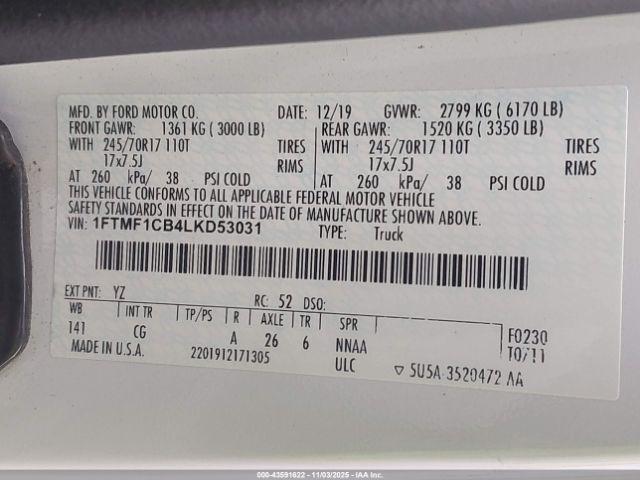 MFD. BY FORD MOTOR CO. DATE: 12/19 GVWR: 2799 KG ( 6170 LB)
FRONT GAWR: 1361 KG ( 3000 LB) REAR GAWR: 1520 KG ( 3350 LB)
WITH 245/70R17 110T TIRES WITH 245/70R17 110T TIRES
17x7.5J RIMS 17x7.5J RIMS
AT 260 kPa/ 38 PSI COLD AT 260 kPa/ 38 PSI COLD
THIS VEHICLE CONFORMS TO ALL APPLICABLE FEDERAL MOTOR VEHICLE
SAFETY STANDARDS IN EFFECT ON THE DATE OF MANUFACTURE SHOWN ABOVE.
VIN: 1FTMF1CB4LKD53031 TYPE: Truck
EXT PNT: YZ RC: 52 DSO:
WB INT TR TP/PS R AXLE TR SPR
141 CG A 26 6 NNAA F0230
MADE IN U.S.A. 2201912171305 ULC T0711
▽ 5U5A-3520472 AA
000-43591622 - 11/03/2025 - IAA Inc.